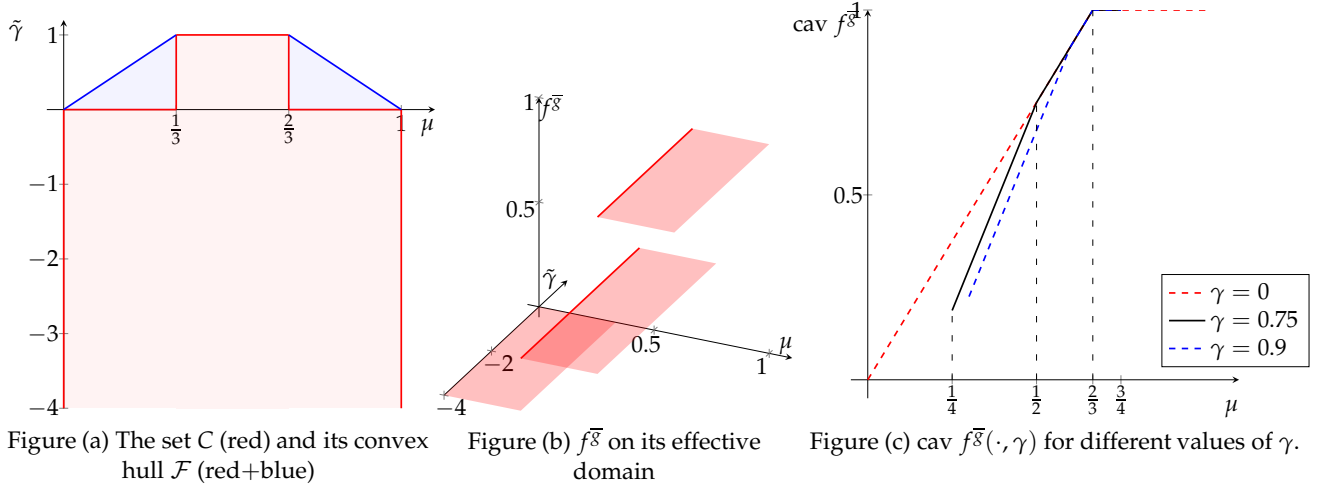 γ̃
1
1/3
2/3
1
μ
−1
−2
−3
−4
Figure (a) The set C (red) and its convex
hull ℱ (red+blue)
1
f^g̅
0.5
γ̃
−2
−4
0.5
1
μ
Figure (b) f^g̅ on its effective
domain
cav f^g̅
1
0.5
1/4
1/2
2/3
3/4
μ
γ = 0
γ = 0.75
γ = 0.9
Figure (c) cav f^g̅(·, γ) for different values of γ.